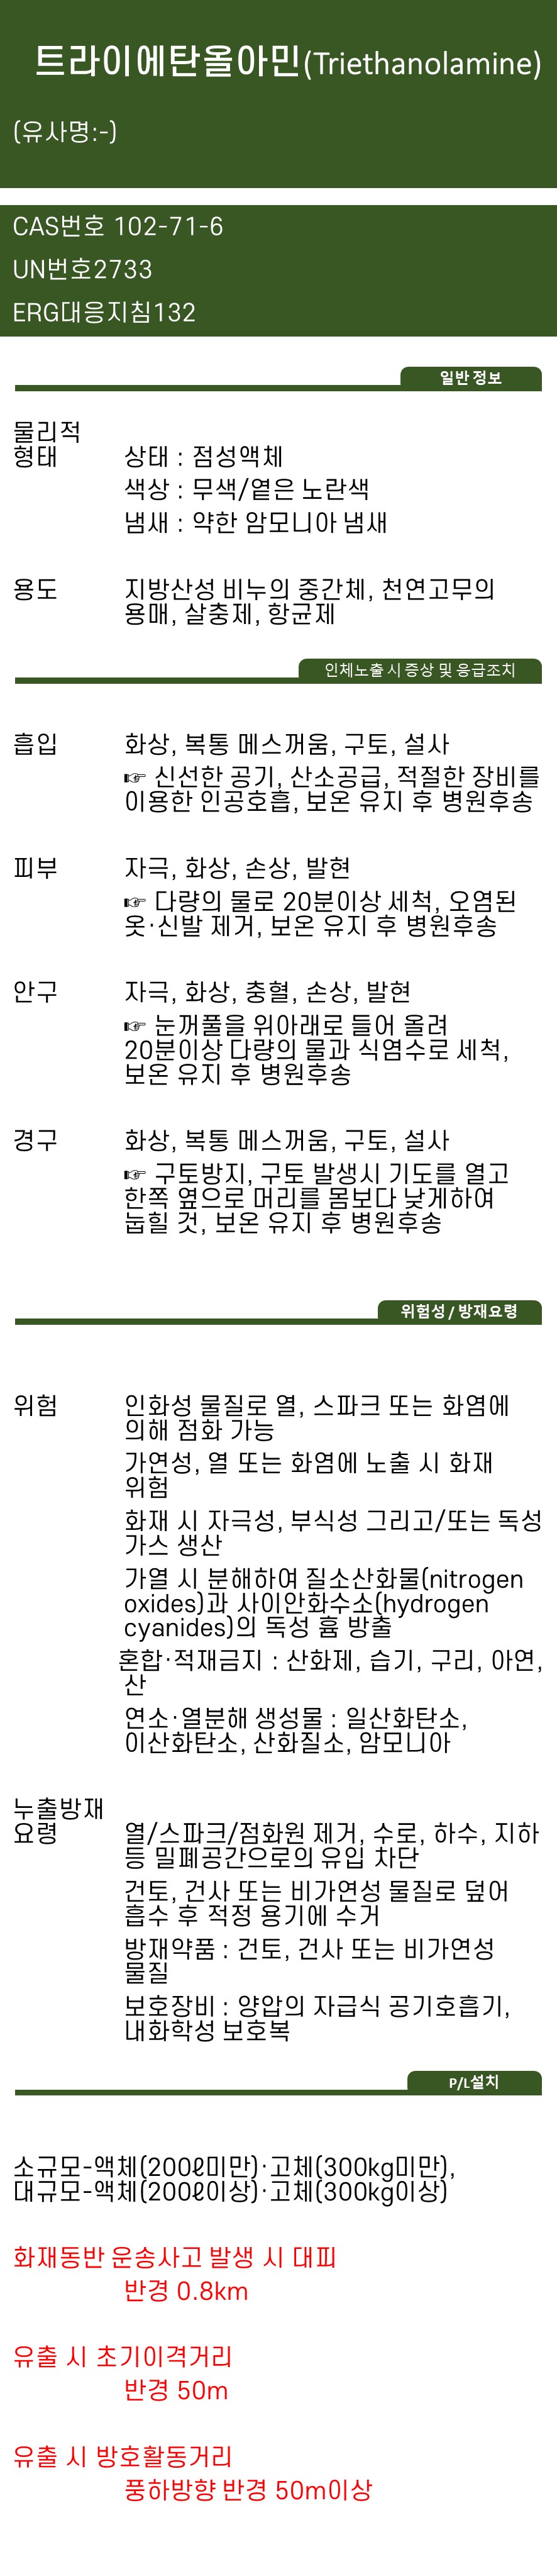 트라이에탄올아민(Triethanolamine)
(유사명:-)
CAS번호 102-71-6
UN번호2733
ERG대응지침132
일반 정보
물리적
형태 상태 : 점성액체
색상 : 무색/옅은 노란색
냄새 : 약한 암모니아 냄새
용도 지방산성 비누의 중간체, 천연고무의
용매, 살충제, 항균제
인체노출 시 증상 및 응급조치
흡입 화상, 복통 메스꺼움, 구토, 설사
☞ 신선한 공기, 산소공급, 적절한 장비를
이용한 인공호흡, 보온 유지 후 병원후송
피부 자극, 화상, 손상, 발현
☞ 다량의 물로 20분이상 세척, 오염된
옷·신발 제거, 보온 유지 후 병원후송
안구 자극, 화상, 충혈, 손상, 발현
☞ 눈꺼풀을 위아래로 들어 올려
20분이상 다량의 물과 식염수로 세척,
보온 유지 후 병원후송
경구 화상, 복통 메스꺼움, 구토, 설사
☞ 구토방지, 구토 발생시 기도를 열고
한쪽 옆으로 머리를 몸보다 낮게하여
눕힐 것, 보온 유지 후 병원후송
위험성 / 방재요령
위험 인화성 물질로 열, 스파크 또는 화염에
의해 점화 가능
가연성, 열 또는 화염에 노출 시 화재
위험
화재 시 자극성, 부식성 그리고/또는 독성
가스 생산
가열 시 분해하여 질소산화물(nitrogen
oxides)과 사이안화수소(hydrogen
cyanides)의 독성 흄 방출
혼합·적재금지 : 산화제, 습기, 구리, 아연,
산
연소·열분해 생성물 : 일산화탄소,
이산화탄소, 산화질소, 암모니아
누출방재
요령 열/스파크/점화원 제거, 수로, 하수, 지하
등 밀폐공간으로의 유입 차단
건토, 건사 또는 비가연성 물질로 덮어
흡수 후 적정 용기에 수거
방재약품 : 건토, 건사 또는 비가연성
물질
보호장비 : 양압의 자급식 공기호흡기,
내화학성 보호복
P/L설치
소규모-액체(200ℓ미만)·고체(300kg미만),
대규모-액체(200ℓ이상)·고체(300kg이상)
화재동반 운송사고 발생 시 대피
반경 0.8km
유출 시 초기이격거리
반경 50m
유출 시 방호활동거리
풍하방향 반경 50m이상